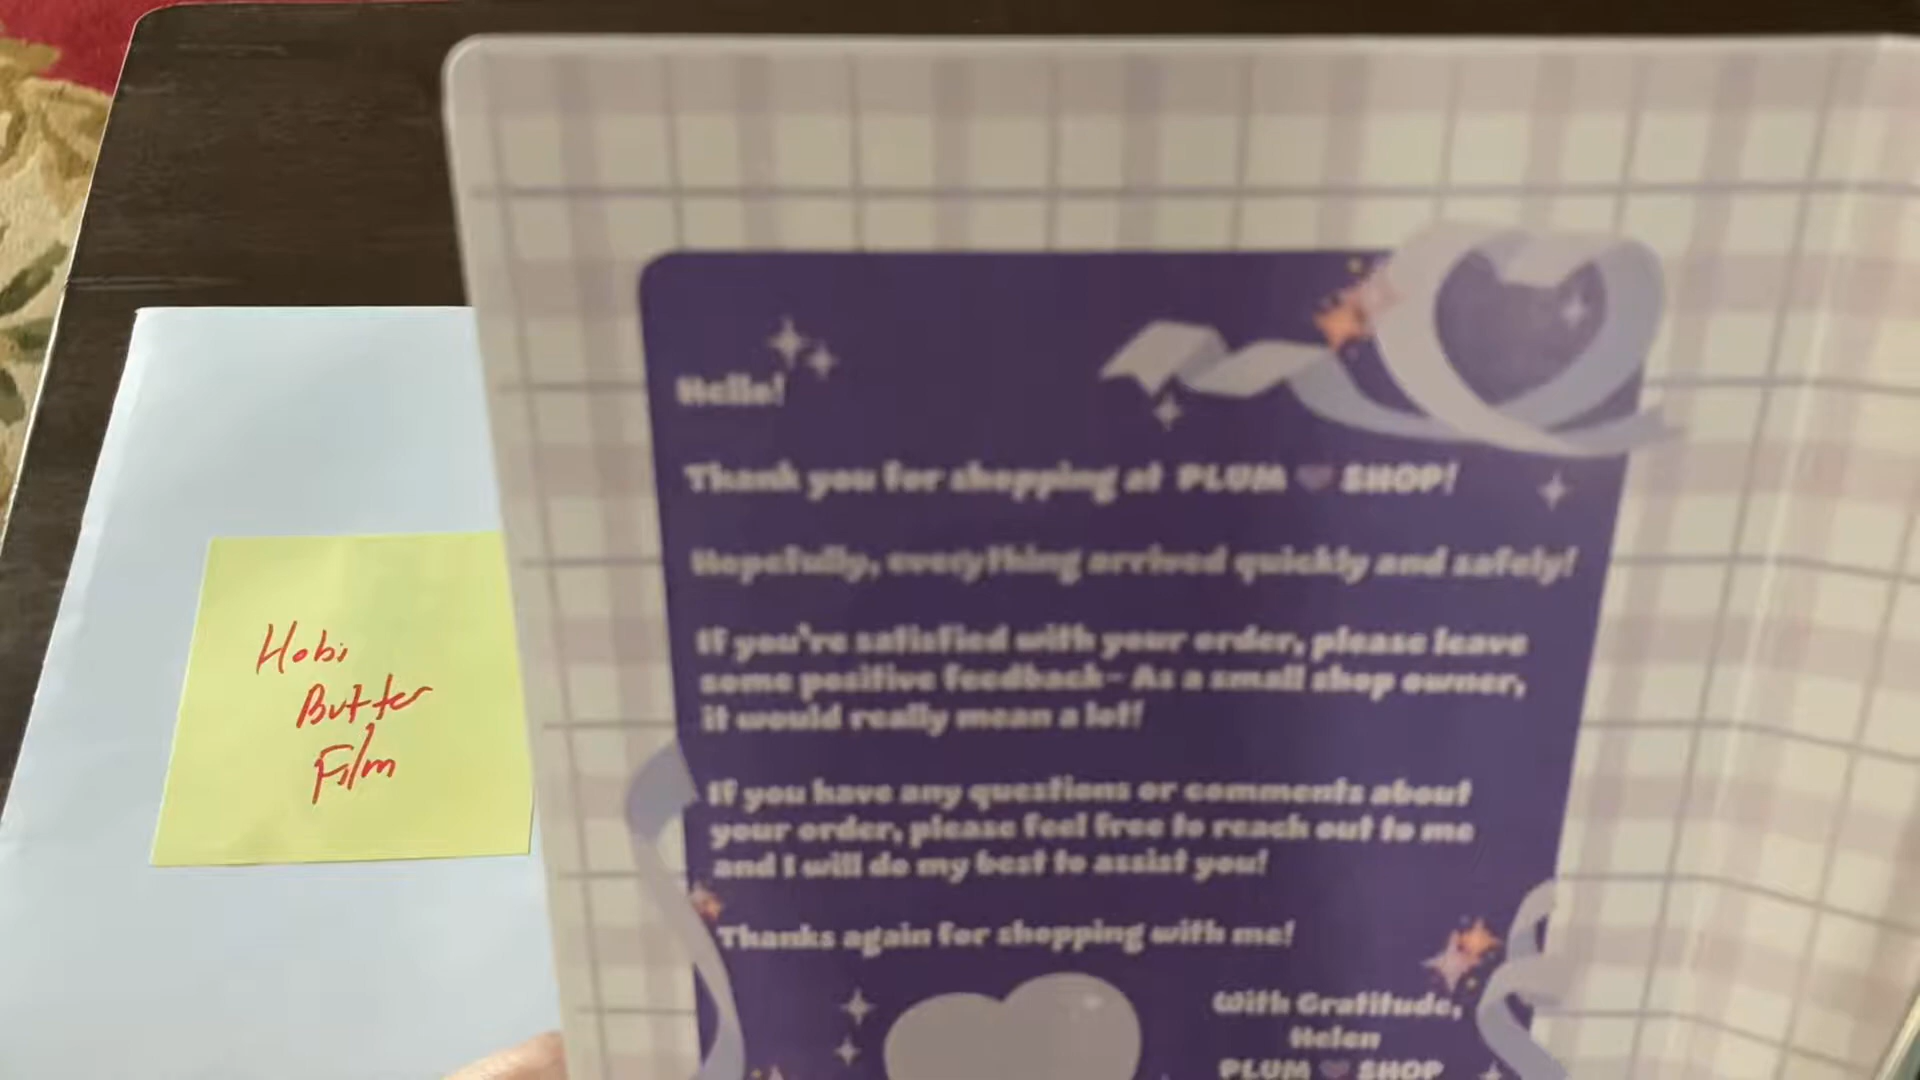 Hobi
Butter
Film
Hello!
Thank you for shopping at PLUM 💜 SHOP!
Hopefully, everything arrived quickly and safely!
If you're satisfied with your order, please leave
some positive feedback- As a small shop owner,
it would really mean a lot!
If you have any questions or comments about
your order, please feel free to reach out to me
and I will do my best to assist you!
Thanks again for shopping with me!
With Gratitude,
Helen
PLUM 💜 SHOP